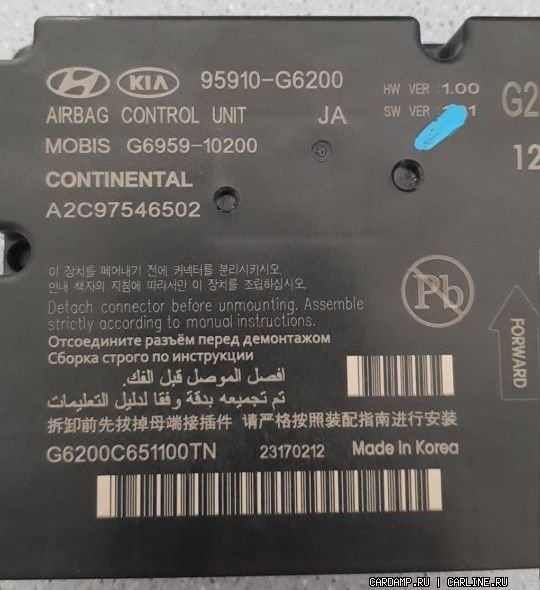 HYUNDAI KIA 95910-G6200 HW VER :1.00 G2
AIRBAG CONTROL UNIT JA SW VER
MOBIS G6959-10200 12
CONTINENTAL
A2C97546502
이 장치를 떼어내기 전에 커넥터를 분리시키시오.
안내 책자의 지침에 따라서만 이 장치를 조립하십시오.
Pb
Detach connector before unmounting. Assemble
strictly according to manual instructions.
FORWARD
Отсоедините разъём перед демонтажом
Сборка строго по инструкции
افصل الموصل قبل الفك.
تم تجميعه بدقة وفقا لدليل التعليمات
拆卸前先拔掉母端接插件 请严格按照装配指南进行安装
G6200C651100TN 23170212 Made in Korea
CARDAMP.RU | CARLINE.RU